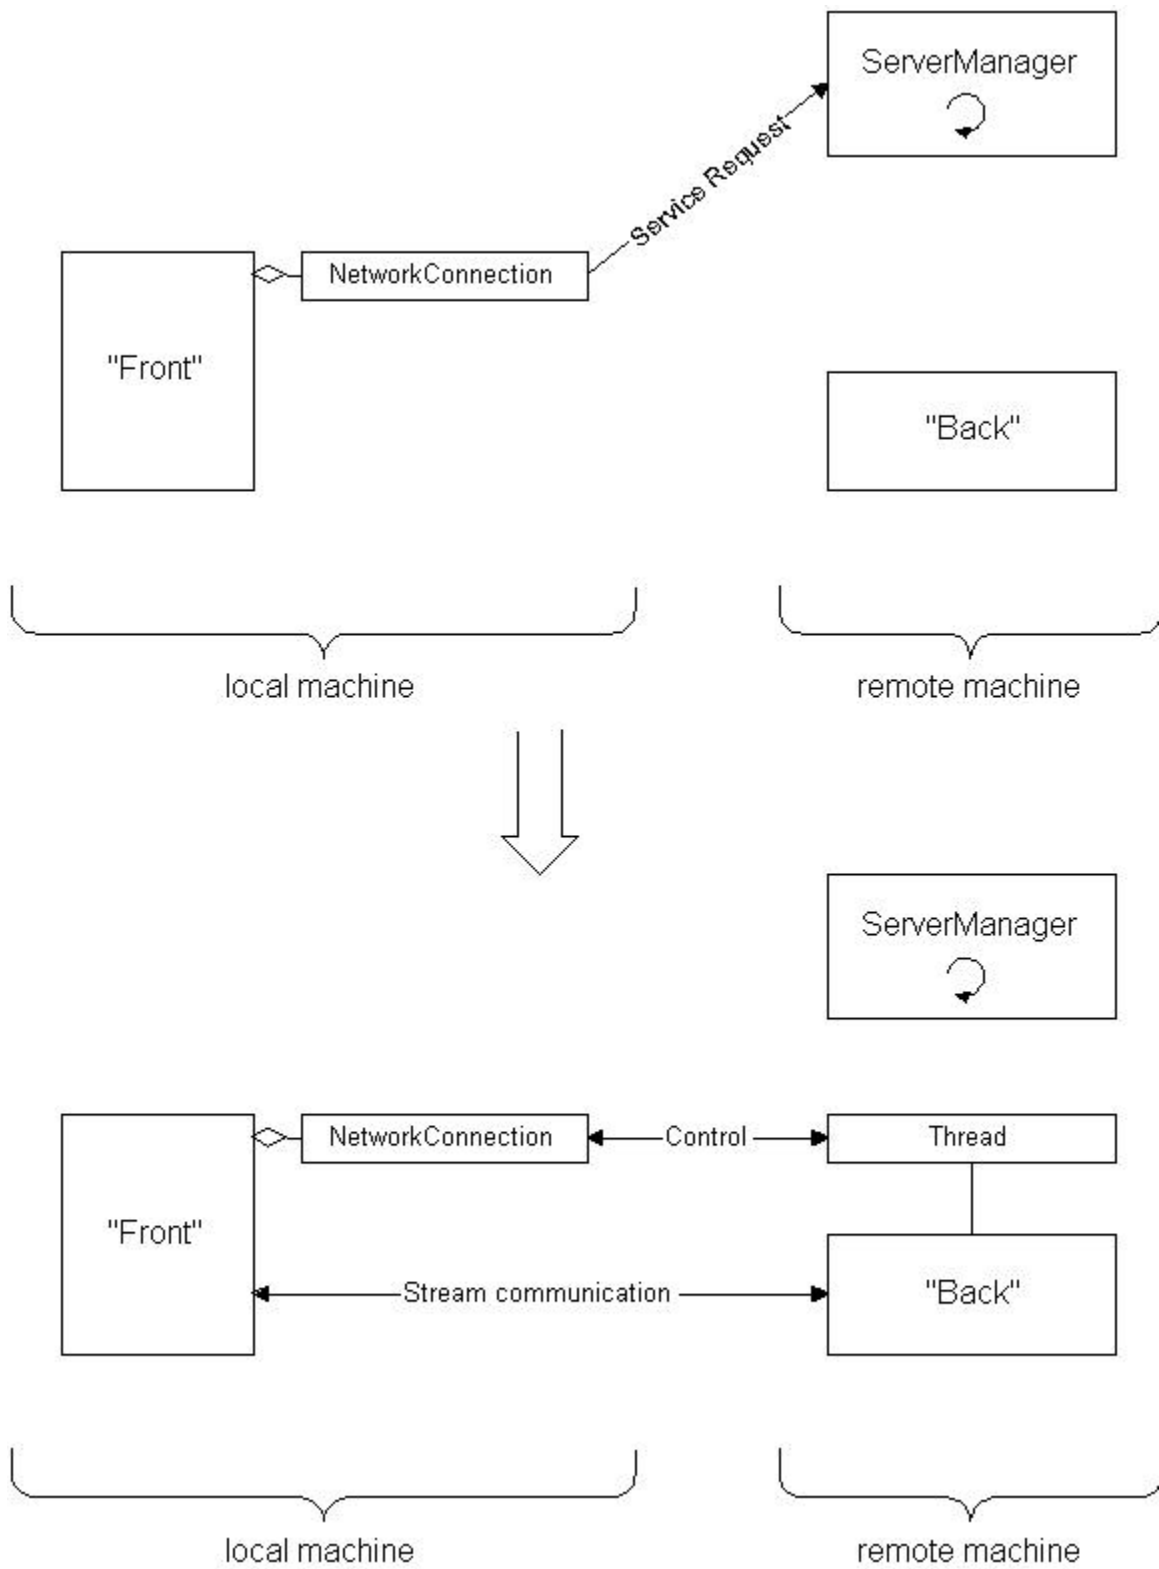 ServerManager
Service Request
NetworkConnection
"Front"
"Back"
local machine
remote machine
ServerManager
NetworkConnection
Control
Thread
"Front"
Stream communication
"Back"
local machine
remote machine